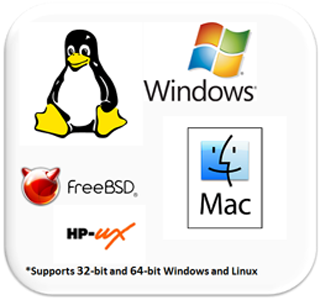 Windows®
FreeBSD®
Mac
HP-UX
*Supports 32-bit and 64-bit Windows and Linux